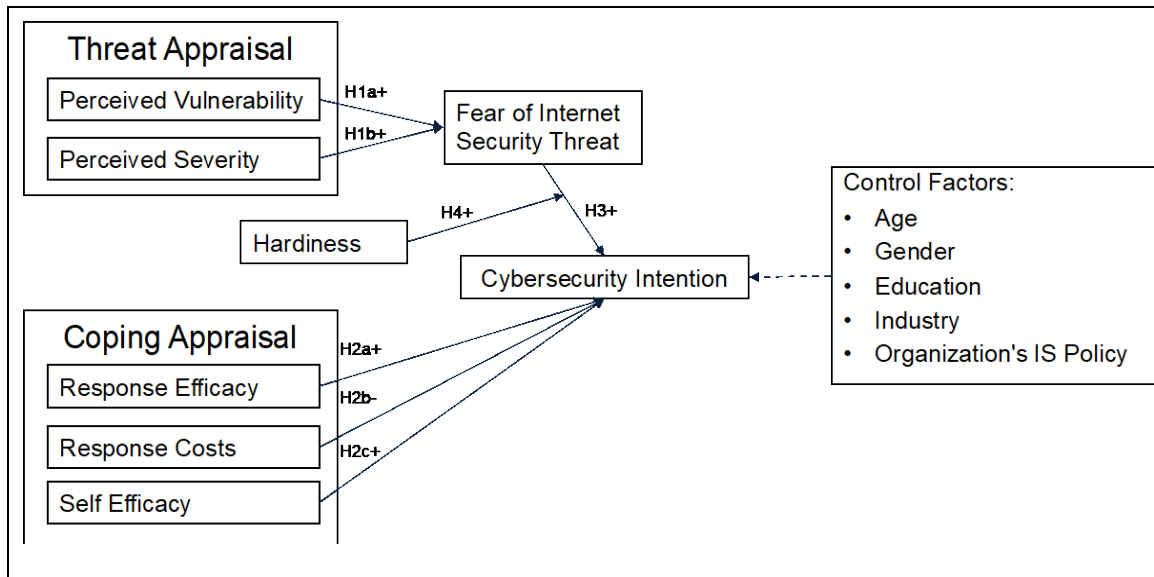 Threat Appraisal
Perceived Vulnerability
Perceived Severity
H1a+
H1b+
Fear of Internet
Security Threat
H4+
H3+
Hardiness
Cybersecurity Intention
Control Factors:
• Age
• Gender
• Education
• Industry
• Organization's IS Policy
Coping Appraisal
Response Efficacy
Response Costs
Self Efficacy
H2a+
H2b-
H2c+